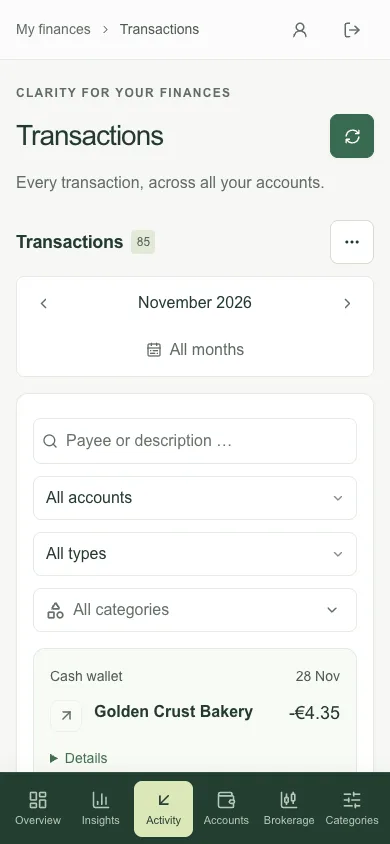 My finances > Transactions
CLARITY FOR YOUR FINANCES
Transactions
Every transaction, across all your accounts.
Transactions 85
November 2026
All months
Payee or description …
All accounts
All types
All categories
Cash wallet 28 Nov
Golden Crust Bakery -€4.35
Details
Overview Insights Activity Accounts Brokerage Categories